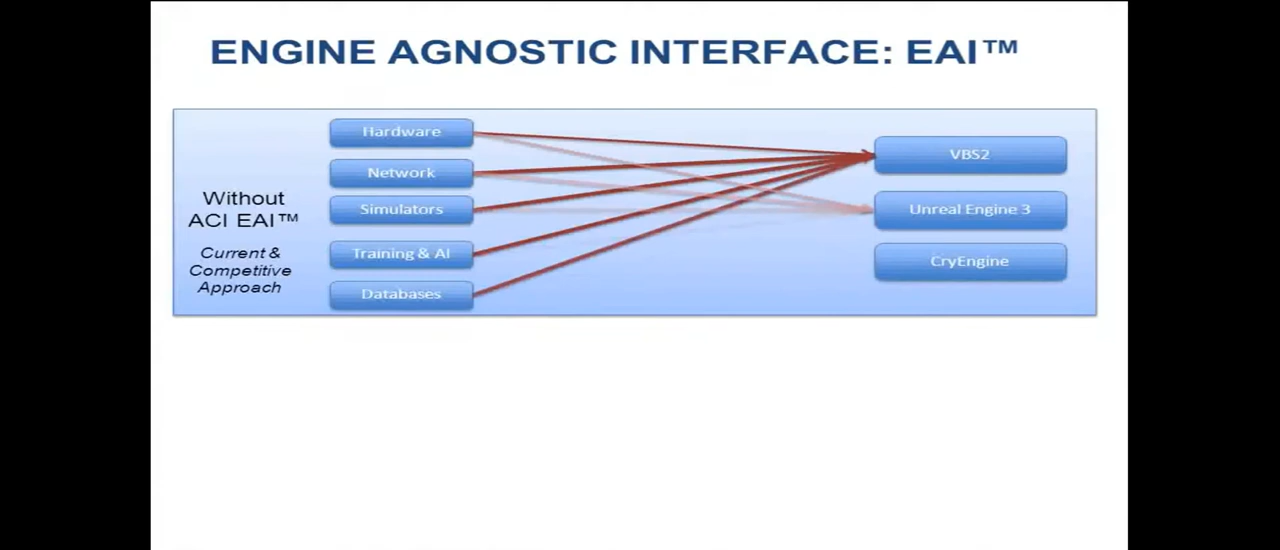 ENGINE AGNOSTIC INTERFACE: EAI™
Without
ACI EAI™
Current &
Competitive
Approach
Hardware
Network
Simulators
Training & AI
Databases
VBS2
Unreal Engine 3
CryEngine